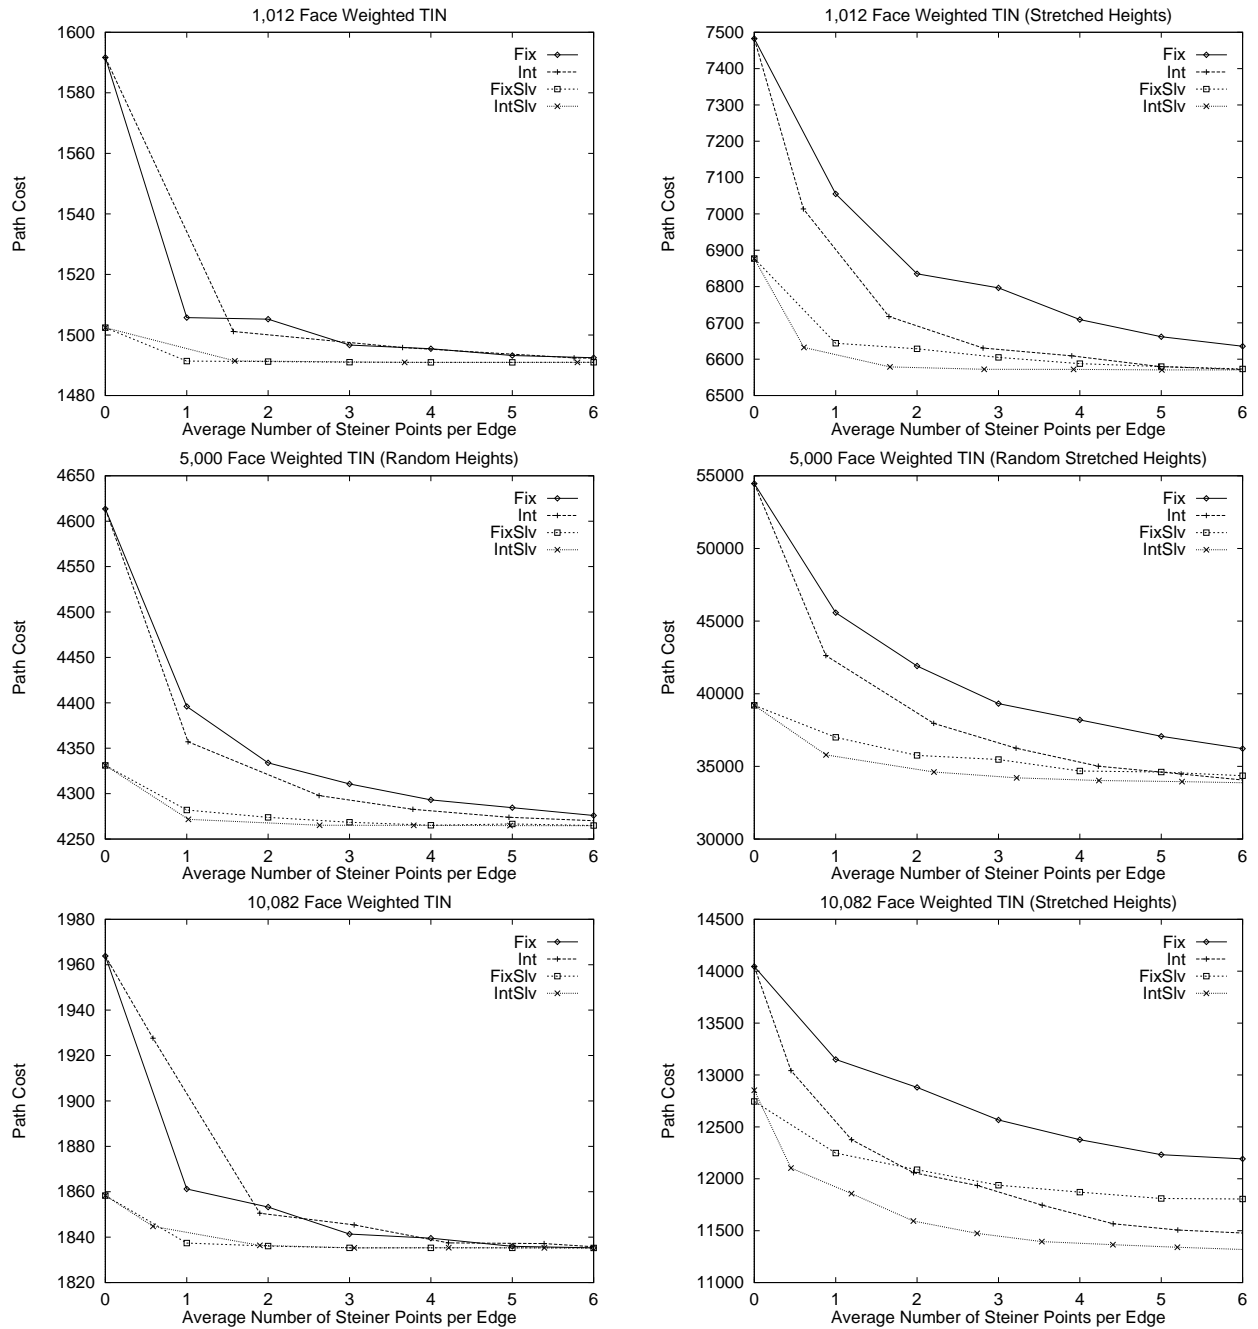 1,012 Face Weighted TIN
1600
1580
1560
1540
1520
1500
1480
Path Cost
Fix
Int
FixSlv
IntSlv
0 1 2 3 4 5 6
Average Number of Steiner Points per Edge
1,012 Face Weighted TIN (Stretched Heights)
7500
7400
7300
7200
7100
7000
6900
6800
6700
6600
6500
Path Cost
Fix
Int
FixSlv
IntSlv
0 1 2 3 4 5 6
Average Number of Steiner Points per Edge
5,000 Face Weighted TIN (Random Heights)
4650
4600
4550
4500
4450
4400
4350
4300
4250
Path Cost
Fix
Int
FixSlv
IntSlv
0 1 2 3 4 5 6
Average Number of Steiner Points per Edge
5,000 Face Weighted TIN (Random Stretched Heights)
55000
50000
45000
40000
35000
30000
Path Cost
Fix
Int
FixSlv
IntSlv
0 1 2 3 4 5 6
Average Number of Steiner Points per Edge
10,082 Face Weighted TIN
1980
1960
1940
1920
1900
1880
1860
1840
1820
Path Cost
Fix
Int
FixSlv
IntSlv
0 1 2 3 4 5 6
Average Number of Steiner Points per Edge
10,082 Face Weighted TIN (Stretched Heights)
14500
14000
13500
13000
12500
12000
11500
11000
Path Cost
Fix
Int
FixSlv
IntSlv
0 1 2 3 4 5 6
Average Number of Steiner Points per Edge